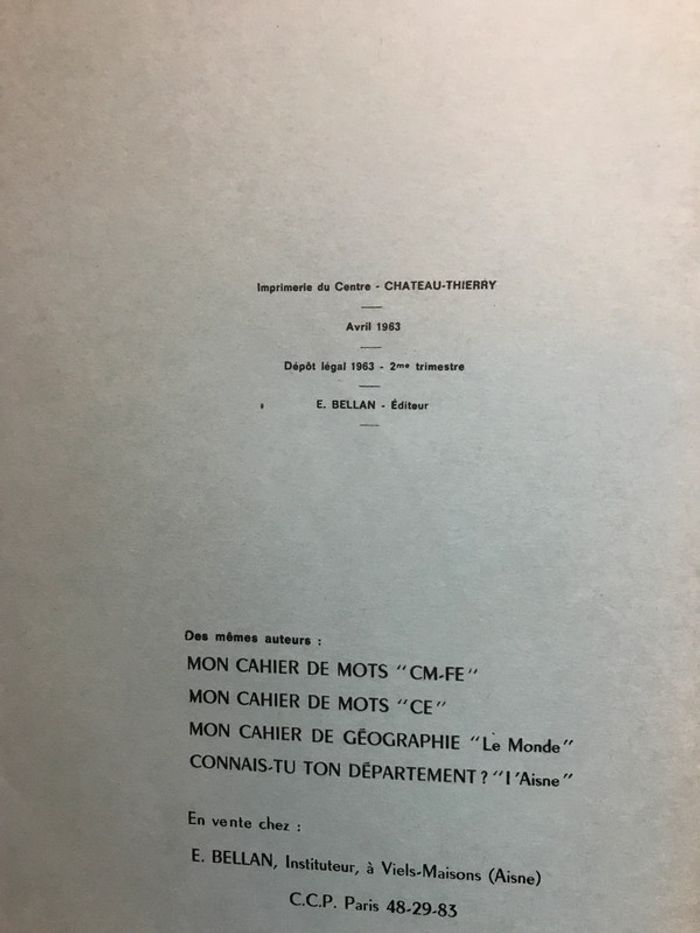 Imprimerie du Centre - CHATEAU-THIERRY
Avril 1963
Dépôt légal 1963 - 2me trimestre
E. BELLAN - Éditeur
Des mêmes auteurs :
MON CAHIER DE MOTS "CM-FE"
MON CAHIER DE MOTS "CE"
MON CAHIER DE GÉOGRAPHIE "Le Monde"
CONNAIS-TU TON DÉPARTEMENT ? "l'Aisne"
En vente chez :
E. BELLAN, Instituteur, à Viels-Maisons (Aisne)
C.C.P. Paris 48-29-83